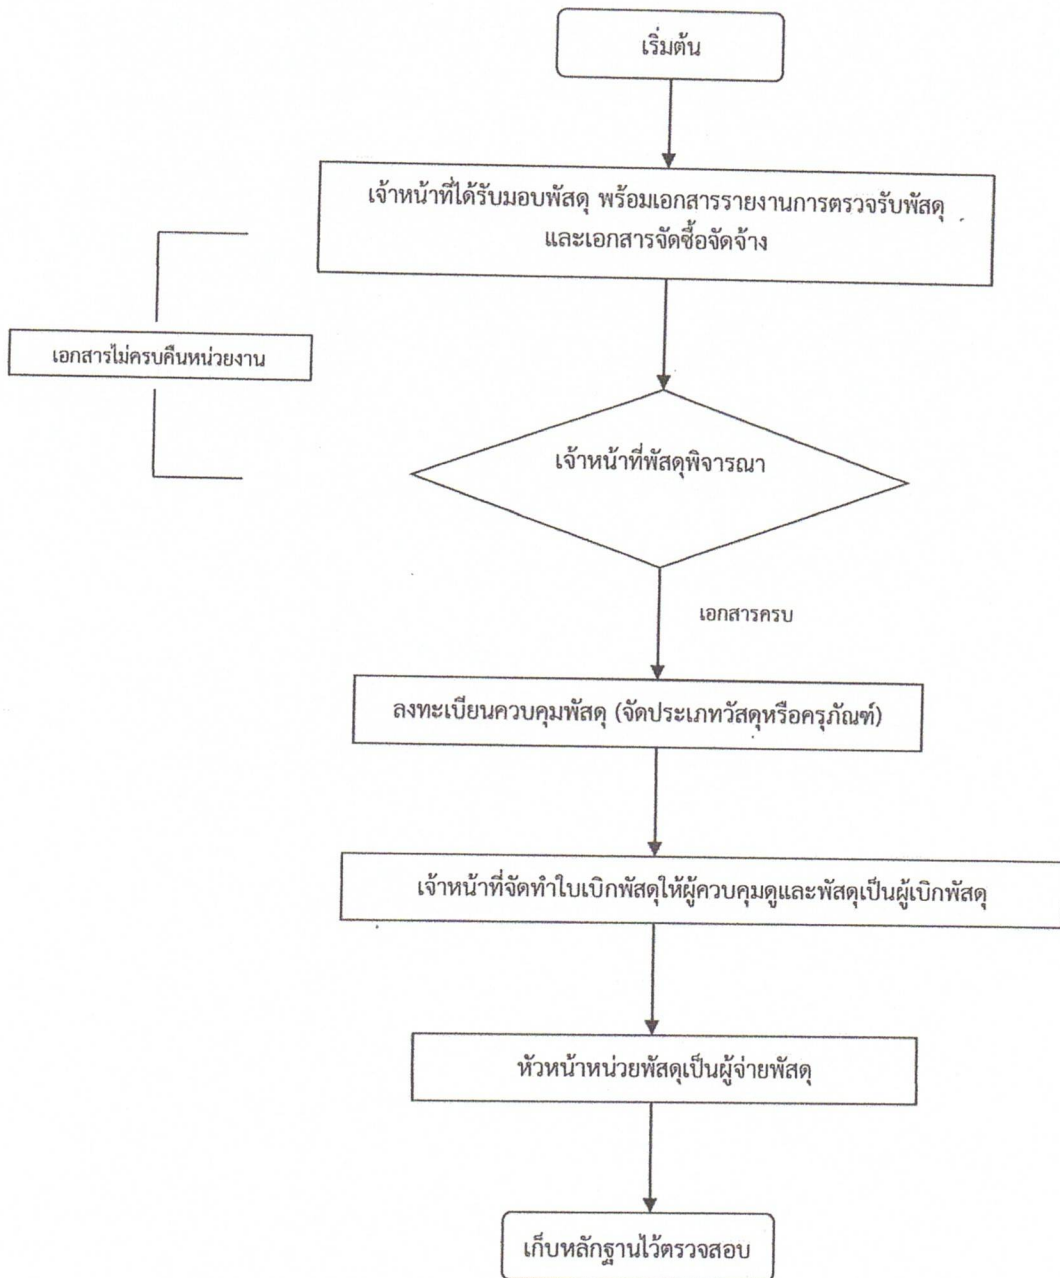 เริ่มต้น
เจ้าหน้าที่ได้รับมอบพัสดุ พร้อมเอกสารรายงานการตรวจรับพัสดุ
และเอกสารจัดซื้อจัดจ้าง
เอกสารไม่ครบคืนหน่วยงาน
เจ้าหน้าที่พัสดุพิจารณา
เอกสารครบ
ลงทะเบียนควบคุมพัสดุ (จัดประเภทวัสดุหรือครุภัณฑ์)
เจ้าหน้าที่จัดทำใบเบิกพัสดุให้ผู้ควบคุมดูและพัสดุเป็นผู้เบิกพัสดุ
หัวหน้าหน่วยพัสดุเป็นผู้จ่ายพัสดุ
เก็บหลักฐานไว้ตรวจสอบ